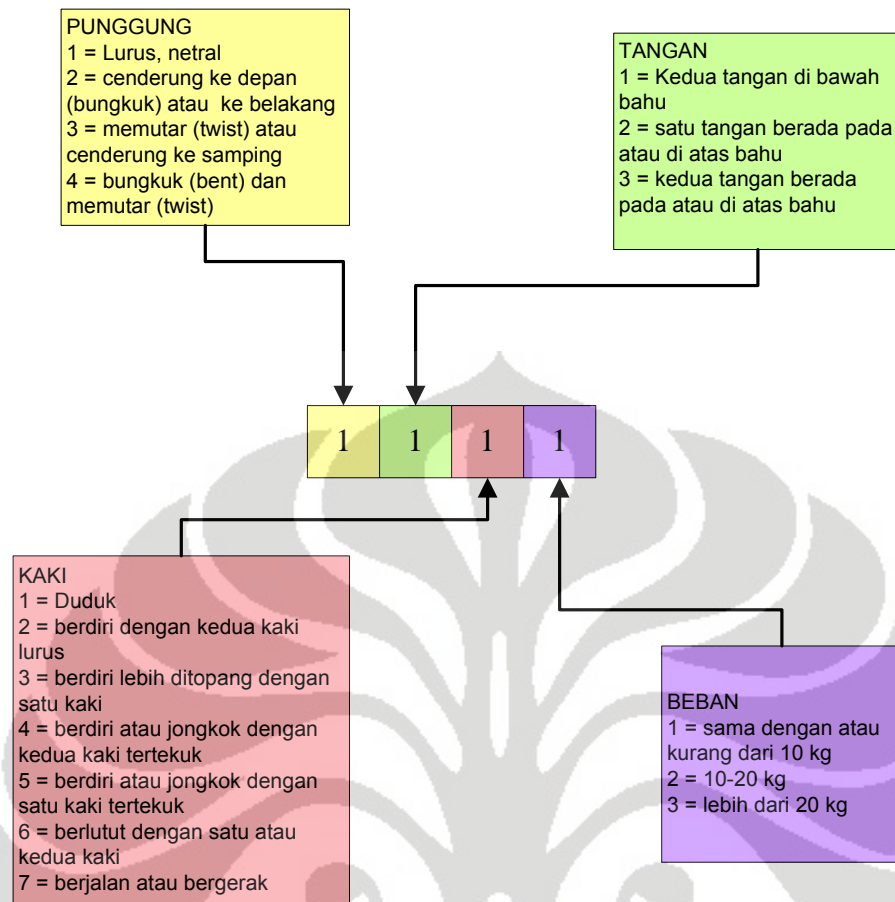 PUNGGUNG
1 = Lurus, netral
2 = cenderung ke depan
(bungkuk) atau ke belakang
3 = memutar (twist) atau
cenderung ke samping
4 = bungkuk (bent) dan
memutar (twist)
TANGAN
1 = Kedua tangan di bawah
bahu
2 = satu tangan berada pada
atau di atas bahu
3 = kedua tangan berada
pada atau di atas bahu
1 1 1 1
KAKI
1 = Duduk
2 = berdiri dengan kedua kaki
lurus
3 = berdiri lebih ditopang dengan
satu kaki
4 = berdiri atau jongkok dengan
kedua kaki tertekuk
5 = berdiri atau jongkok dengan
satu kaki tertekuk
6 = berlutut dengan satu atau
kedua kaki
7 = berjalan atau bergerak
BEBAN
1 = sama dengan atau
kurang dari 10 kg
2 = 10-20 kg
3 = lebih dari 20 kg